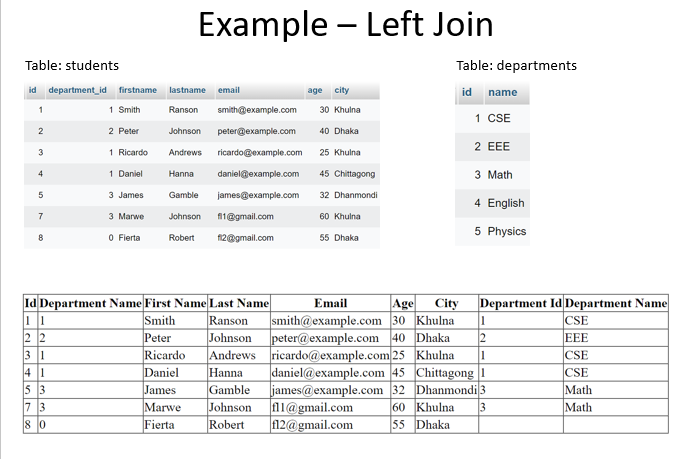 Example – Left Join
Table: students
id department_id firstname lastname email age city
1 1 Smith Ranson smith@example.com 30 Khulna
2 2 Peter Johnson peter@example.com 40 Dhaka
3 1 Ricardo Andrews ricardo@example.com 25 Khulna
4 1 Daniel Hanna daniel@example.com 45 Chittagong
5 3 James Gamble james@example.com 32 Dhanmondi
7 3 Marwe Johnson fl1@gmail.com 60 Khulna
8 0 Fierta Robert fl2@gmail.com 55 Dhaka
Table: departments
id name
1 CSE
2 EEE
3 Math
4 English
5 Physics
Id Department Name First Name Last Name Email Age City Department Id Department Name
1 1 Smith Ranson smith@example.com 30 Khulna 1 CSE
2 2 Peter Johnson peter@example.com 40 Dhaka 2 EEE
3 1 Ricardo Andrews ricardo@example.com 25 Khulna 1 CSE
4 1 Daniel Hanna daniel@example.com 45 Chittagong 1 CSE
5 3 James Gamble james@example.com 32 Dhanmondi 3 Math
7 3 Marwe Johnson fl1@gmail.com 60 Khulna 3 Math
8 0 Fierta Robert fl2@gmail.com 55 Dhaka